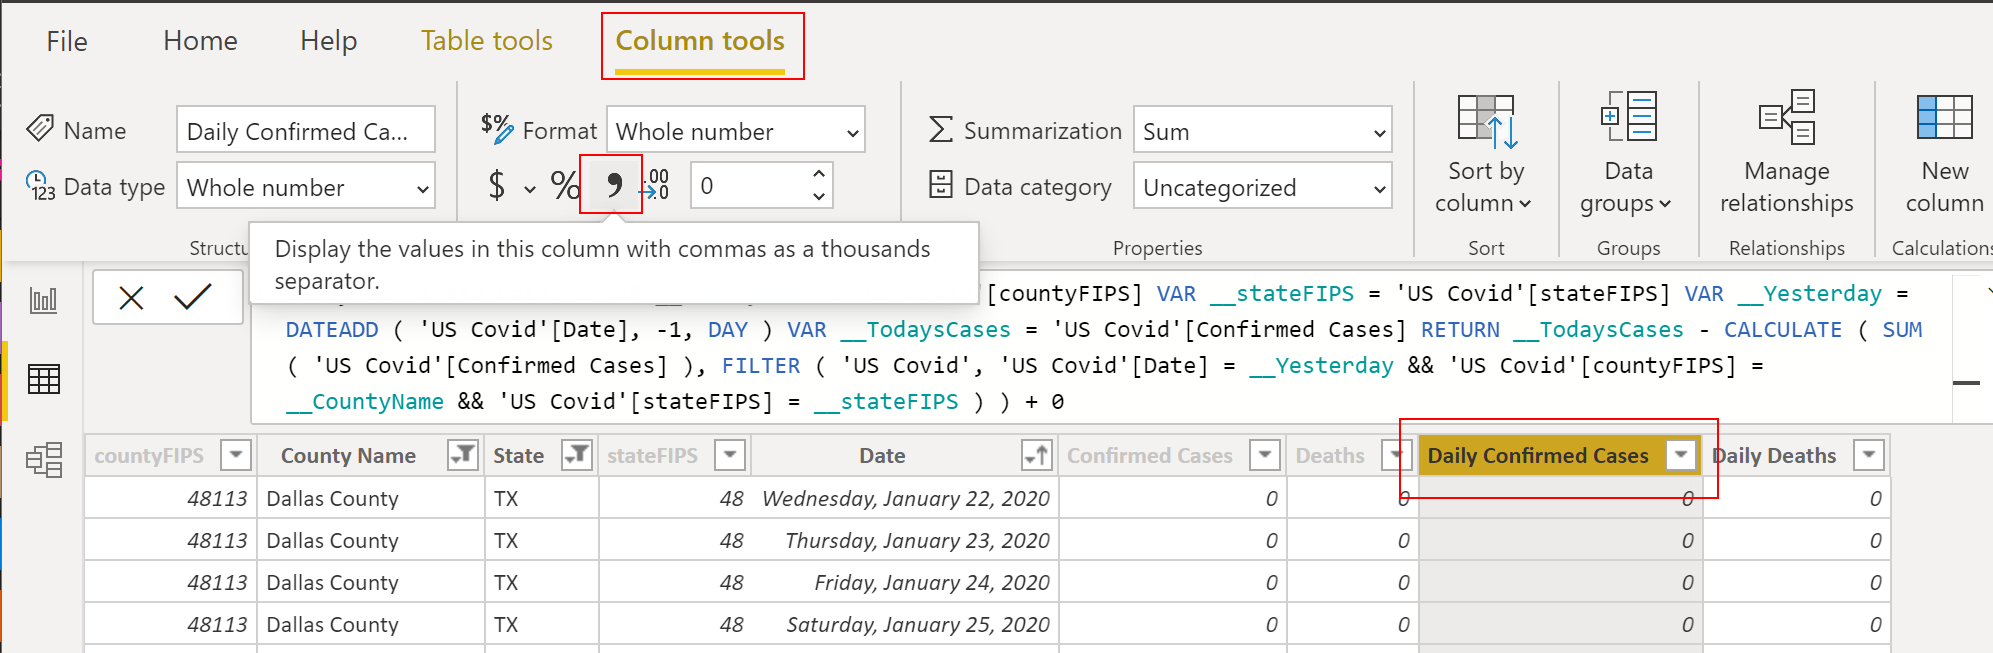 File Home Help Table tools Column tools
Name Daily Confirmed Ca... $% Format Whole number Σ Summarization Sum
123 Data type Whole number $ % , .00 .0 0 Data category Uncategorized
Sort by column
Data groups
Manage relationships
New column
Display the values in this column with commas as a thousands
separator.
Properties Sort Groups Relationships Calculations
'[countyFIPS] VAR __stateFIPS = 'US Covid'[stateFIPS] VAR __Yesterday =
DATEADD ( 'US Covid'[Date], -1, DAY ) VAR __TodaysCases = 'US Covid'[Confirmed Cases] RETURN __TodaysCases - CALCULATE ( SUM
( 'US Covid'[Confirmed Cases] ), FILTER ( 'US Covid', 'US Covid'[Date] = __Yesterday && 'US Covid'[countyFIPS] =
__CountyName && 'US Covid'[stateFIPS] = __stateFIPS ) ) + 0
countyFIPS County Name State stateFIPS Date Confirmed Cases Deaths Daily Confirmed Cases Daily Deaths
48113 Dallas County TX 48 Wednesday, January 22, 2020 0 0 0 0
48113 Dallas County TX 48 Thursday, January 23, 2020 0 0 0 0
48113 Dallas County TX 48 Friday, January 24, 2020 0 0 0 0
48113 Dallas County TX 48 Saturday, January 25, 2020 0 0 0 0